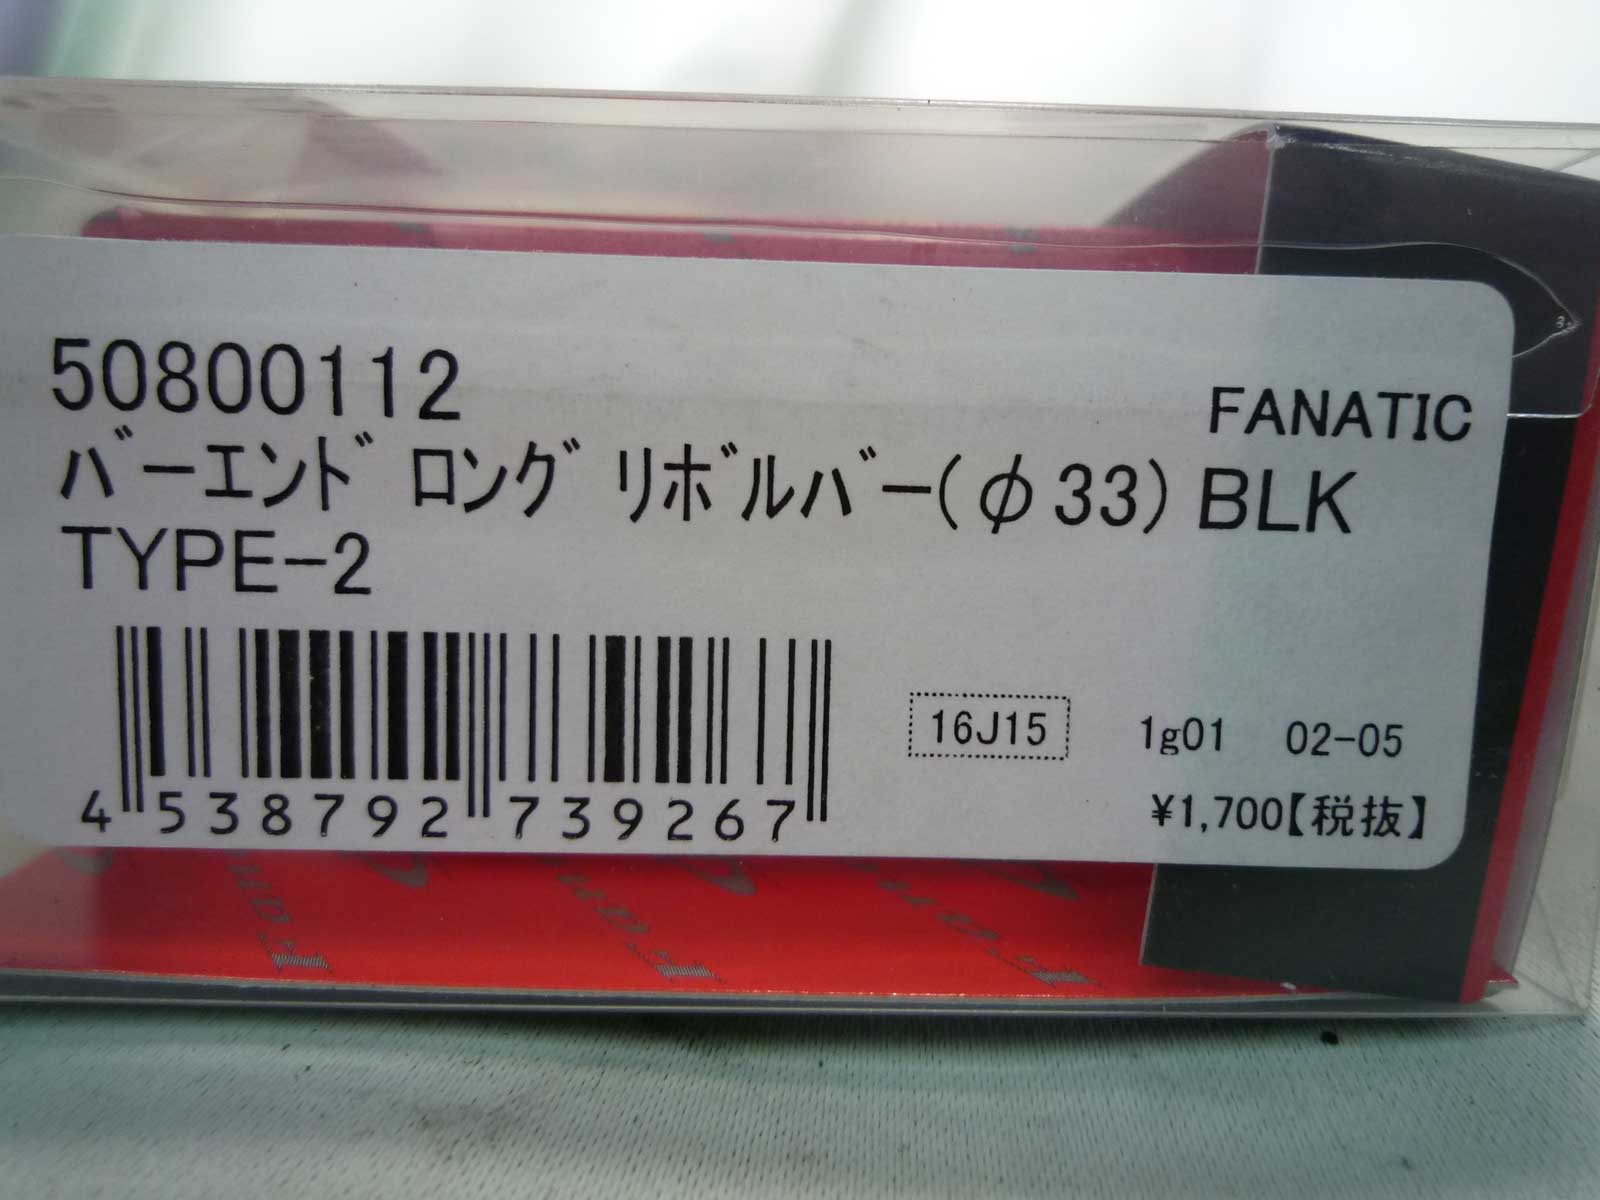 50800112
FANATIC
ﾊﾞｰｴﾝﾄﾞ ﾛﾝｸﾞ ﾘﾎﾞﾙﾊﾞｰ(φ33) BLK
TYPE-2
16J15 1g01 02-05
4 538792 739267
¥1,700【税抜】